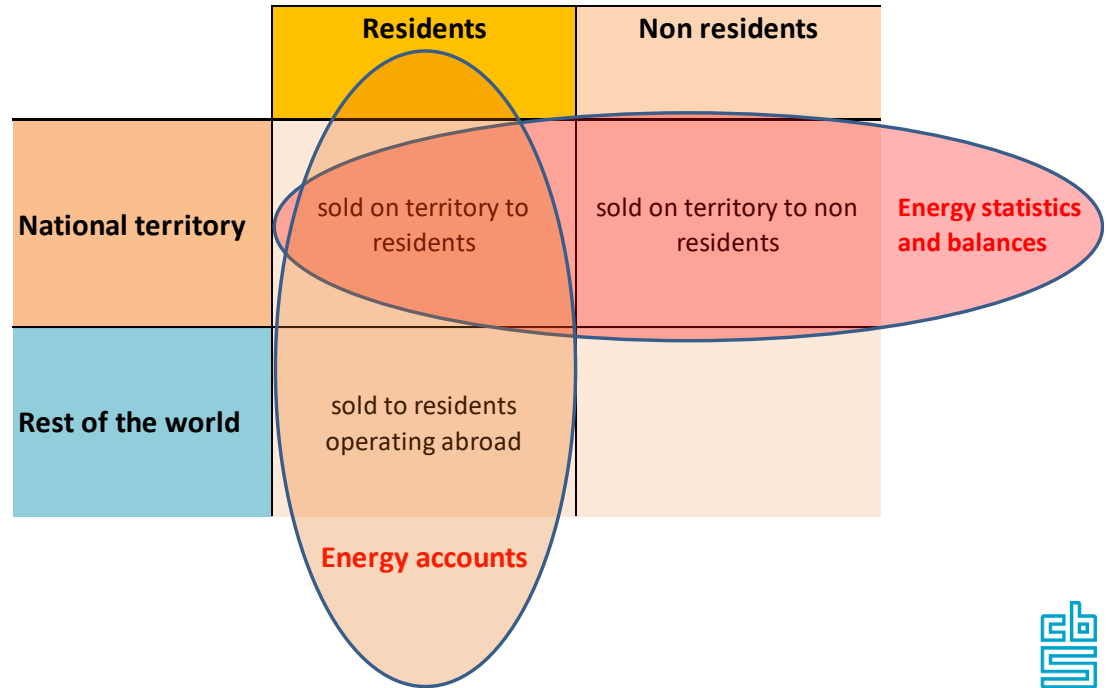 Residents
Non residents
National territory
sold on territory to
residents
sold on territory to non
residents
Energy statistics
and balances
Rest of the world
sold to residents
operating abroad
Energy accounts
cbs